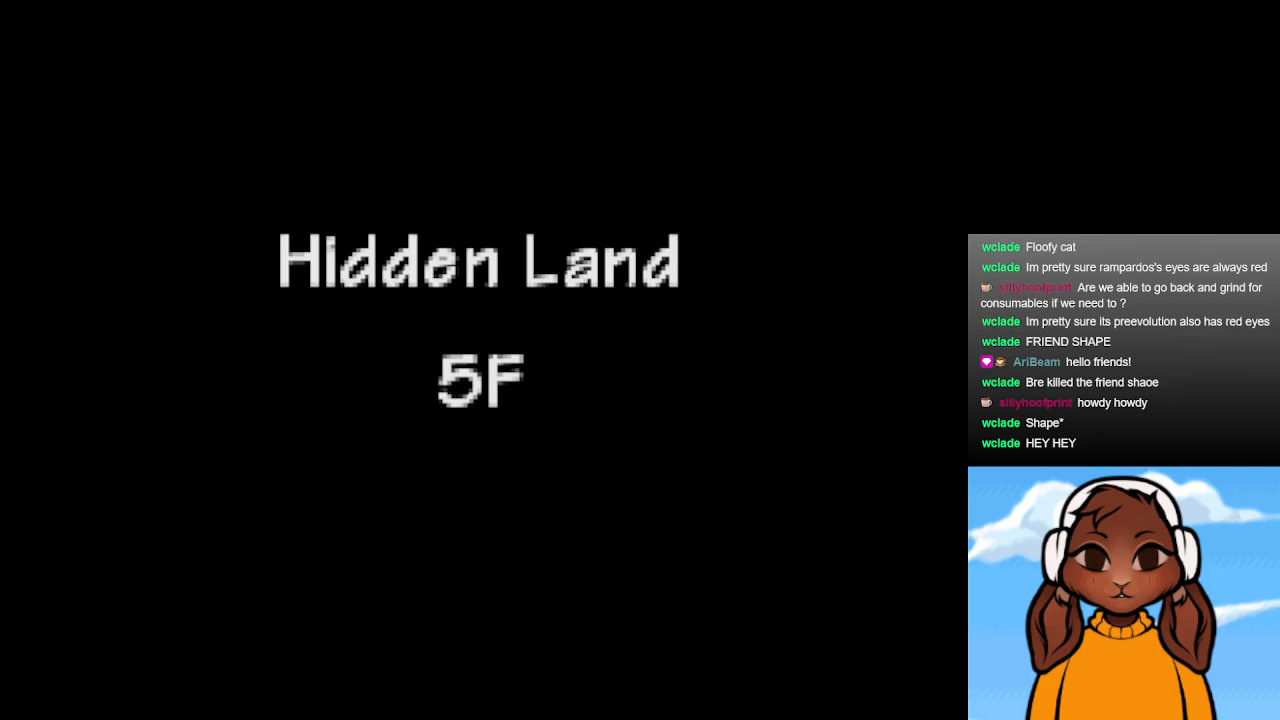 Hidden Land
5F
wclade Floofy cat
wclade Im pretty sure rampardos's eyes are always red
sillyhoofprint Are we able to go back and grind for
consumables if we need to ?
wclade Im pretty sure its preevolution also has red eyes
wclade FRIEND SHAPE
AriBeam hello friends!
wclade Bre killed the friend shaoe
sillyhoofprint howdy howdy
wclade Shape*
wclade HEY HEY